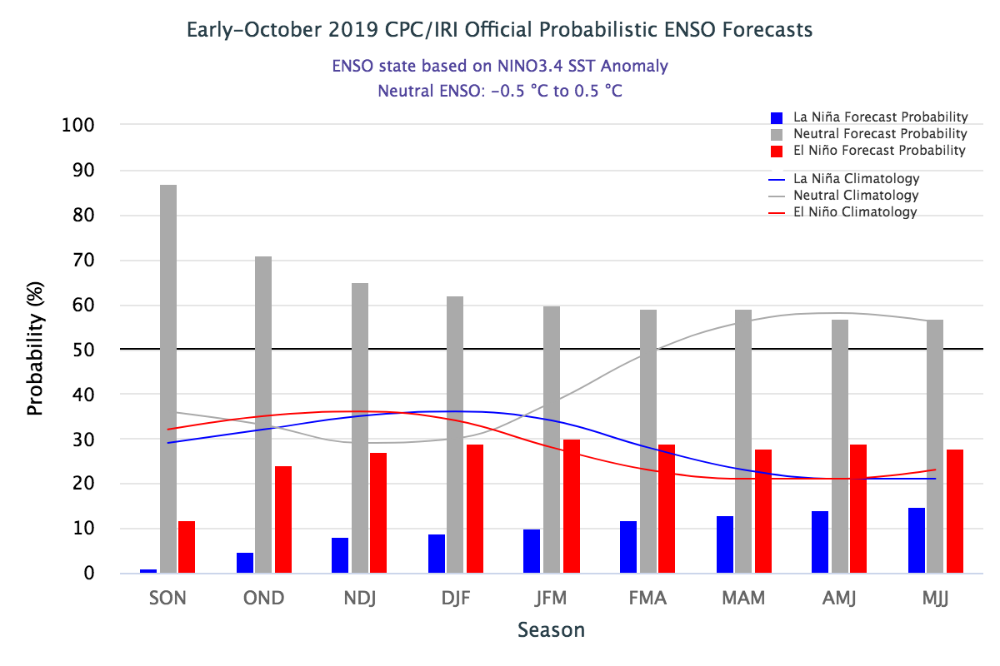 Early-October 2019 CPC/IRI Official Probabilistic ENSO Forecasts
ENSO state based on NINO3.4 SST Anomaly
Neutral ENSO: -0.5 °C to 0.5 °C
La Niña Forecast Probability
Neutral Forecast Probability
El Niño Forecast Probability
La Niña Climatology
Neutral Climatology
El Niño Climatology
Probability (%)
100
90
80
70
60
50
40
30
20
10
0
SON OND NDJ DJF JFM FMA MAM AMJ MJJ
Season